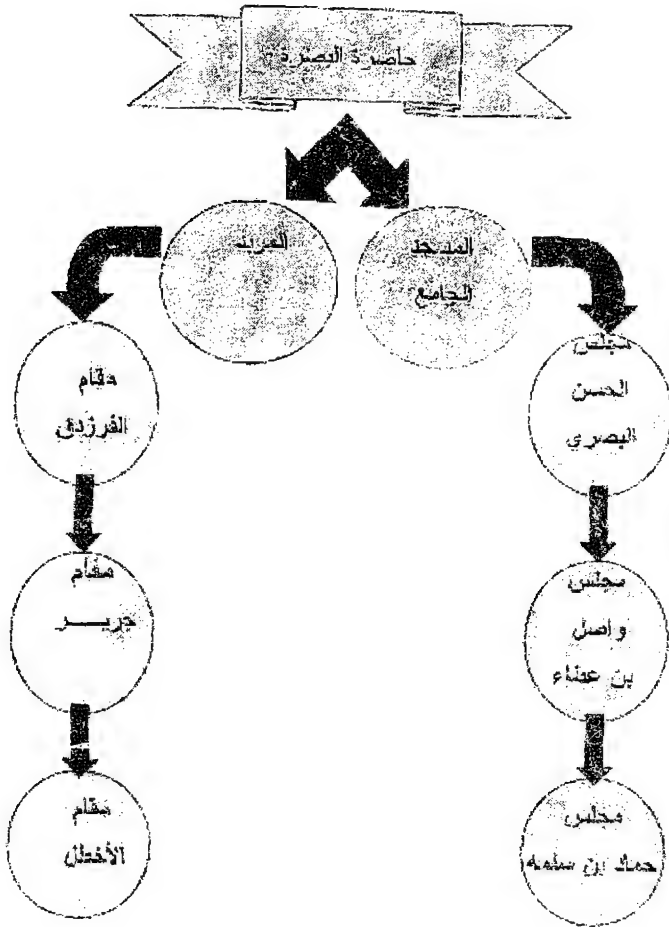 حاضرة البصرة :
المسجد
الجامع
المربد
مجلس
الحسن
البصري
مقام
الفرزدق
مجلس
واصل
بن عطاء
مقام
جريـــر
مجلس
حماد بن سلمه
مقام
الأخطل